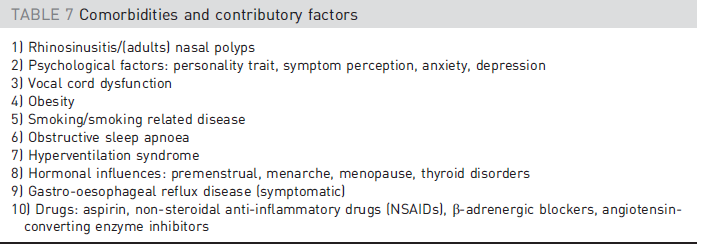 TABLE 7 Comorbidities and contributory factors
1) Rhinosinusitis/(adults) nasal polyps
2) Psychological factors: personality trait, symptom perception, anxiety, depression
3) Vocal cord dysfunction
4) Obesity
5) Smoking/smoking related disease
6) Obstructive sleep apnoea
7) Hyperventilation syndrome
8) Hormonal influences: premenstrual, menarche, menopause, thyroid disorders
9) Gastro-oesophageal reflux disease (symptomatic)
10) Drugs: aspirin, non-steroidal anti-inflammatory drugs (NSAIDs), β-adrenergic blockers, angiotensin-
converting enzyme inhibitors